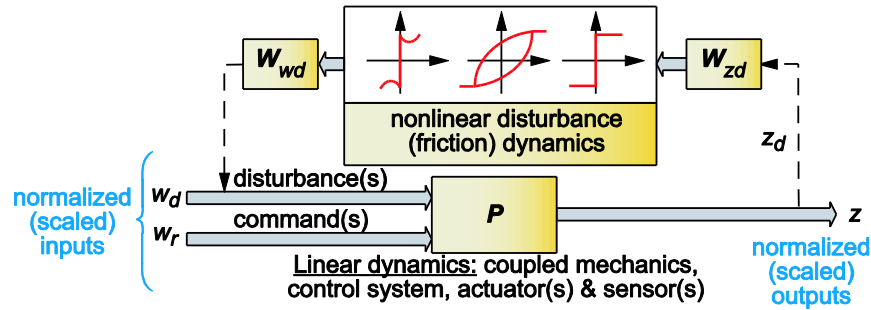 W_wd
W_zd
nonlinear disturbance
(friction) dynamics
z_d
normalized
(scaled)
inputs
w_d
disturbance(s)
w_r
command(s)
P
z
Linear dynamics: coupled mechanics,
control system, actuator(s) & sensor(s)
normalized
(scaled)
outputs